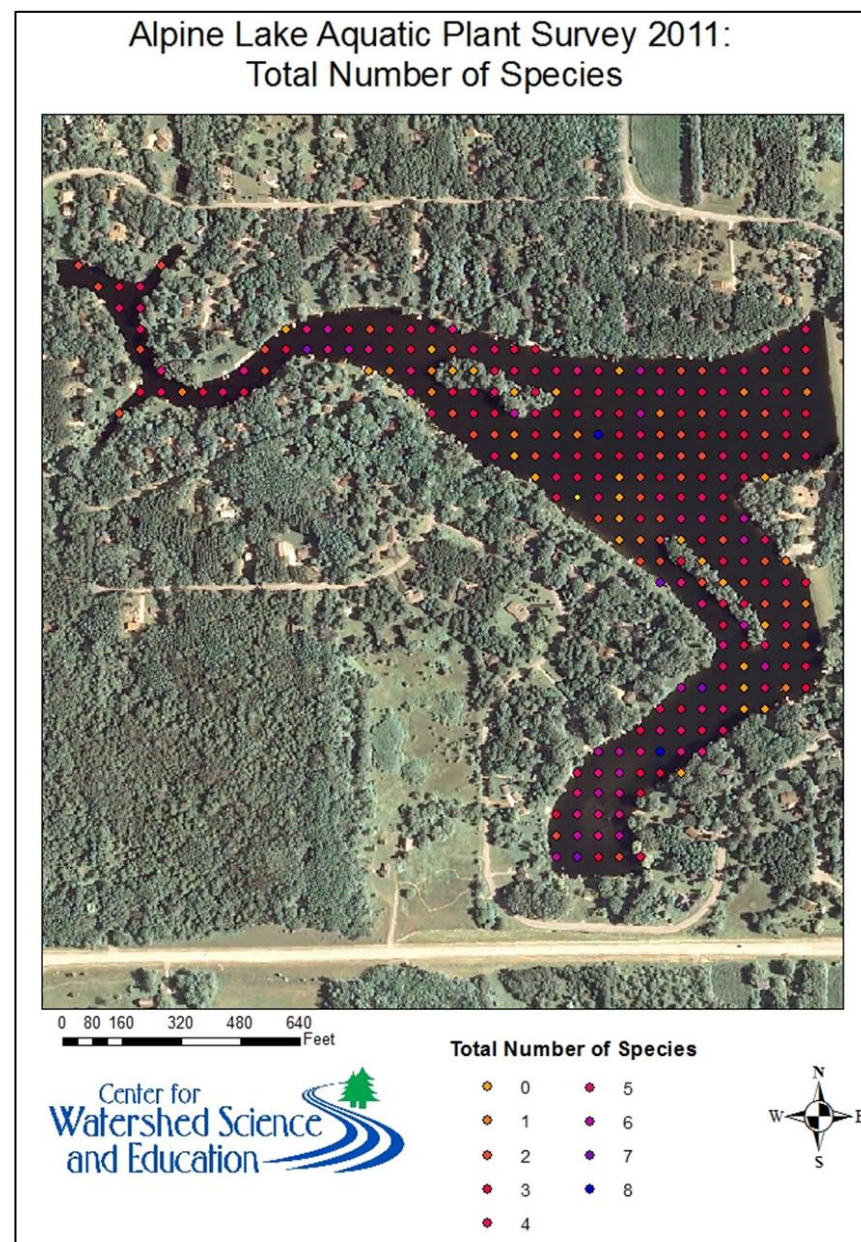 Alpine Lake Aquatic Plant Survey 2011:
Total Number of Species
0 80 160 320 480 640
Feet
Center for
Watershed Science
and Education
Total Number of Species
0 5
1 6
2 7
3 8
4
N
W E
S